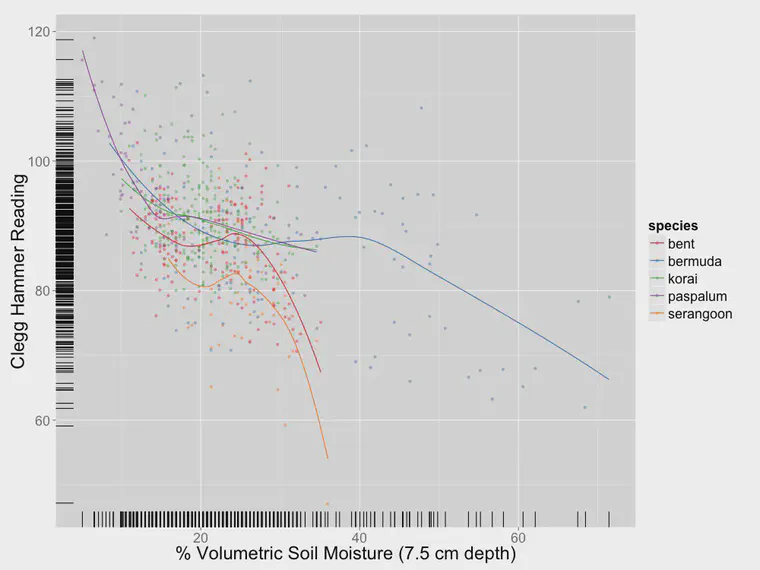 120
100
80
60
Clegg Hammer Reading
20
40
60
% Volumetric Soil Moisture (7.5 cm depth)
species
bent
bermuda
korai
paspalum
serangoon